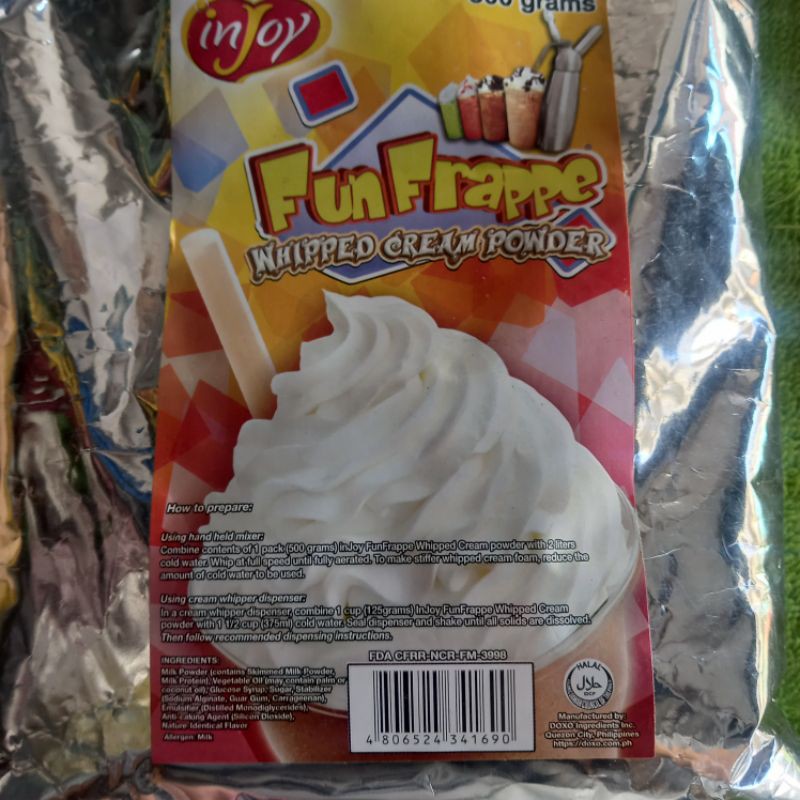 inJoy
500 grams
Fun Frappe
WHIPPED CREAM POWDER
How to prepare:
Using hand held mixer:
Combine contents of 1 pack (500 grams) inJoy FunFrappe Whipped Cream powder with 2 liters
cold water. Whip at full speed until fully aerated. To make stiffer whipped cream foam, reduce the
amount of cold water to be used.
Using cream whipper dispenser:
In a cream whipper dispenser, combine 1 cup (125grams) InJoy FunFrappe Whipped Cream
powder with 1 1/2 cup (375ml) cold water. Seal dispenser and shake until all solids are dissolved.
Then follow recommended dispensing instructions.
FDA CFRR-NCR-FM-3998
INGREDIENTS:
Milk Powder (contains Skimmed Milk Powder,
Milk Protein), Vegetable Oil (may contain palm or
coconut oil), Glucose Syrup, Sugar, Stabilizer
(Sodium Alginate, Guar Gum, Carrageenan),
Emulsifier (Distilled Monodiglycerides),
Anti-caking Agent (Silicon Dioxide),
Nature Identical Flavor
Allergen: Milk
4 806524 341690
HALAL
حلال
IDCP
Manufactured by:
DOXO Ingredients Inc.
Quezon City, Philippines
https://doxo.com.ph